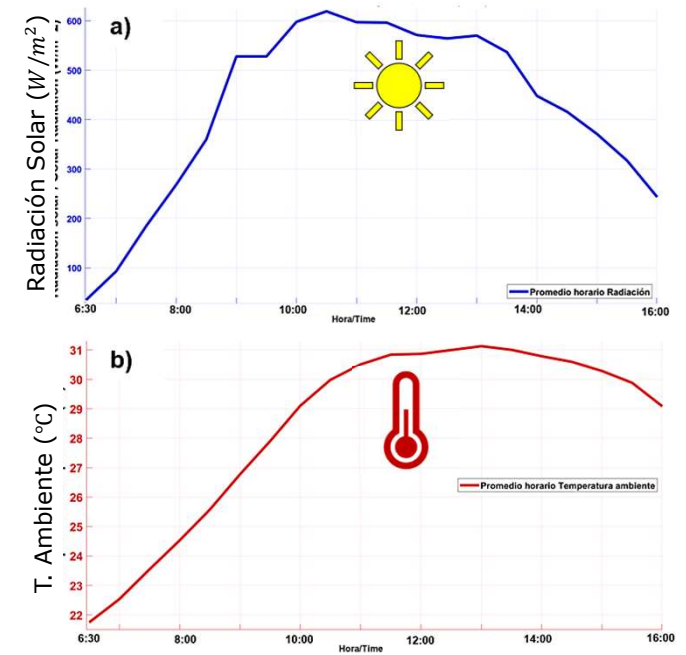 a)
Radiación Solar (W/m²)
600
500
400
300
200
100
Promedio horario Radiación
6:30 8:00 10:00 12:00 14:00 16:00
Hora/Time
b)
T. Ambiente (°C)
31
30
29
28
27
26
25
24
23
22
Promedio horario Temperatura ambiente
6:30 8:00 10:00 12:00 14:00 16:00
Hora/Time